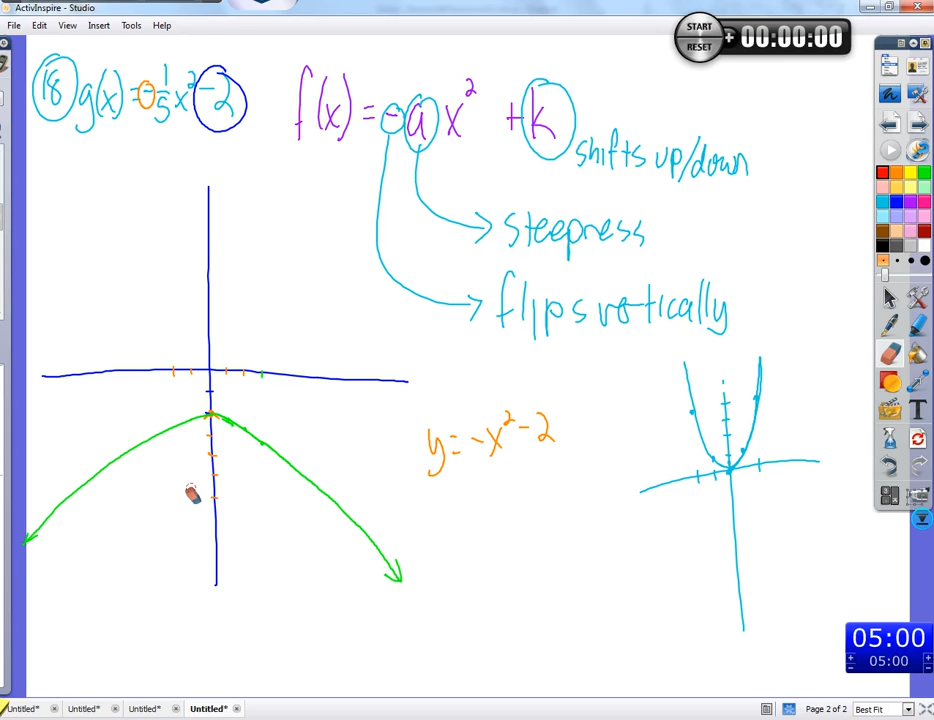 ActivInspire - Studio
File Edit View Insert Tools Help
START
RESET
00:00:00
18 g(x) = -1/5x² -2
f(x) = -ax² +k
shifts up/down
steepness
flips vertically
y = -x² - 2
T
05:00
05:00
Untitled* Untitled* Untitled* Untitled*
Page 2 of 2 Best Fit